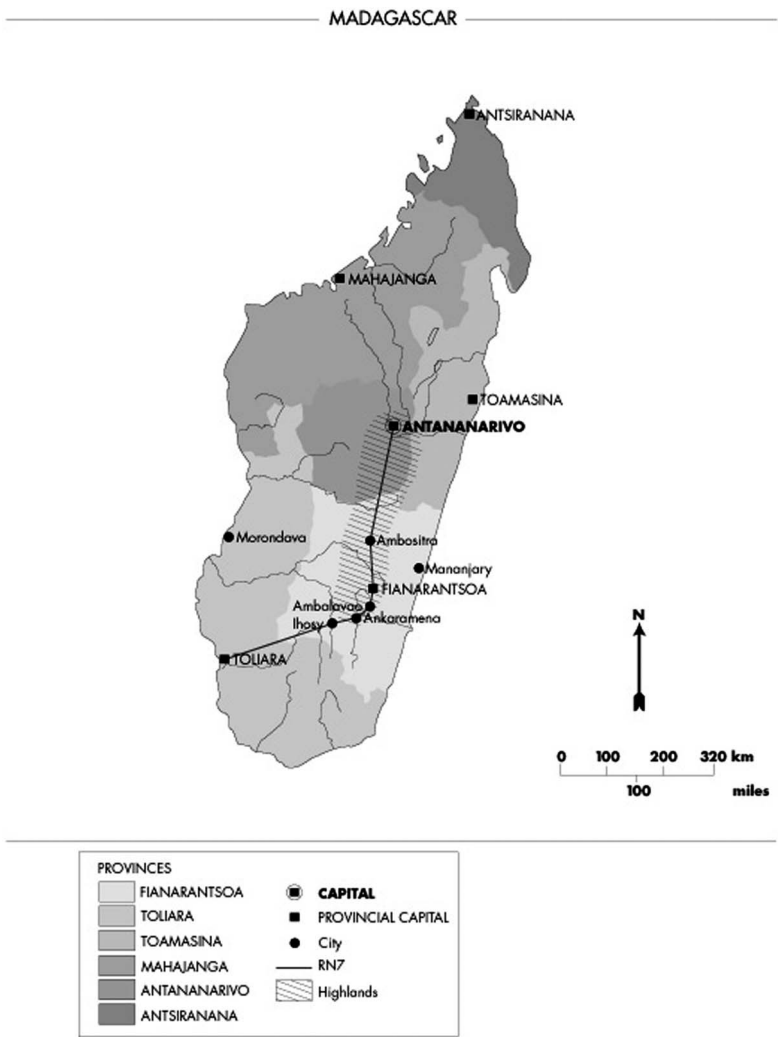 MADAGASCAR
ANTSIRANANA
MAHAJANGA
TOAMASINA
ANTANANARIVO
Morondava
Ambositra
Mananjary
FIANARANTSOA
Ambalavao
Ihosy
Ankaramena
TOLIARA
N
0 100 200 320 km
100 miles
PROVINCES
FIANARANTSOA
TOLIARA
TOAMASINA
MAHAJANGA
ANTANANARIVO
ANTSIRANANA
CAPITAL
PROVINCIAL CAPITAL
City
RN7
Highlands